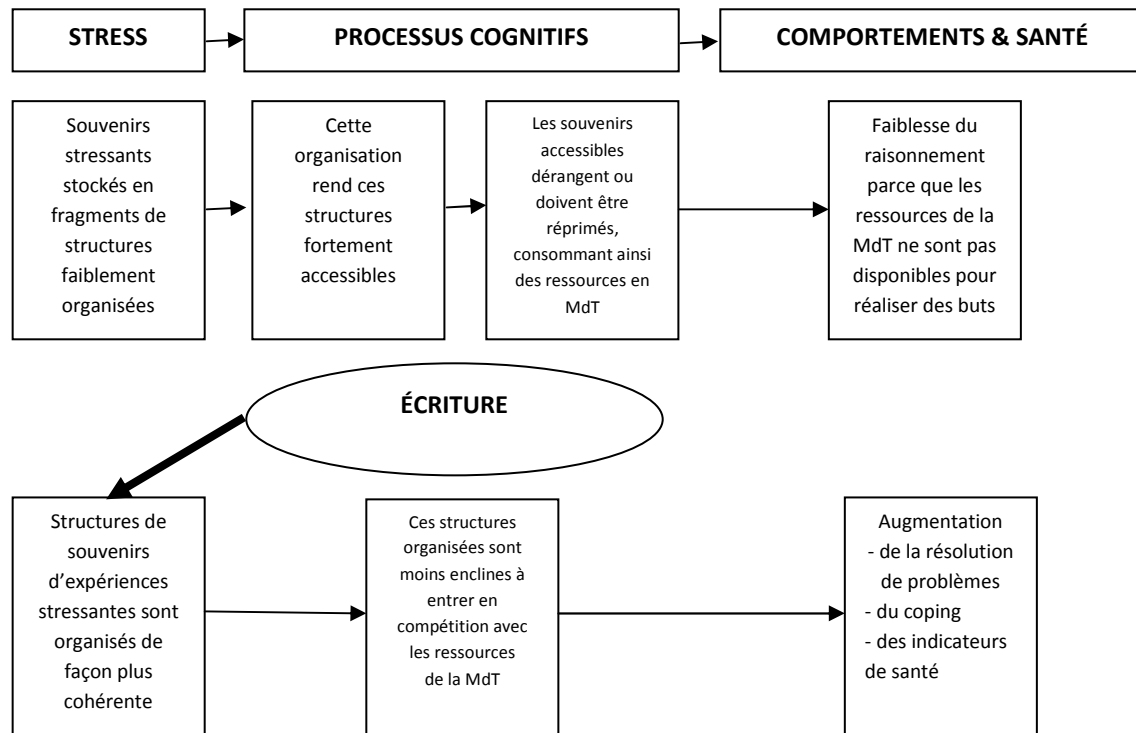 STRESS
PROCESSUS COGNITIFS
COMPORTEMENTS & SANTÉ
Souvenirs
stressants
stockés en
fragments de
structures
faiblement
organisées
Cette
organisation
rend ces
structures
fortement
accessibles
Les souvenirs
accessibles
dérangent ou
doivent être
réprimés,
consommant ainsi
des ressources en
MdT
Faiblesse du
raisonnement
parce que les
ressources de la
MdT ne sont pas
disponibles pour
réaliser des buts
ÉCRITURE
Structures de
souvenirs
d’expériences
stressantes sont
organisés de
façon plus
cohérente
Ces structures
organisées sont
moins enclines à
entrer en
compétition avec
les ressources
de la MdT
Augmentation
- de la résolution
de problèmes
- du coping
- des indicateurs
de santé